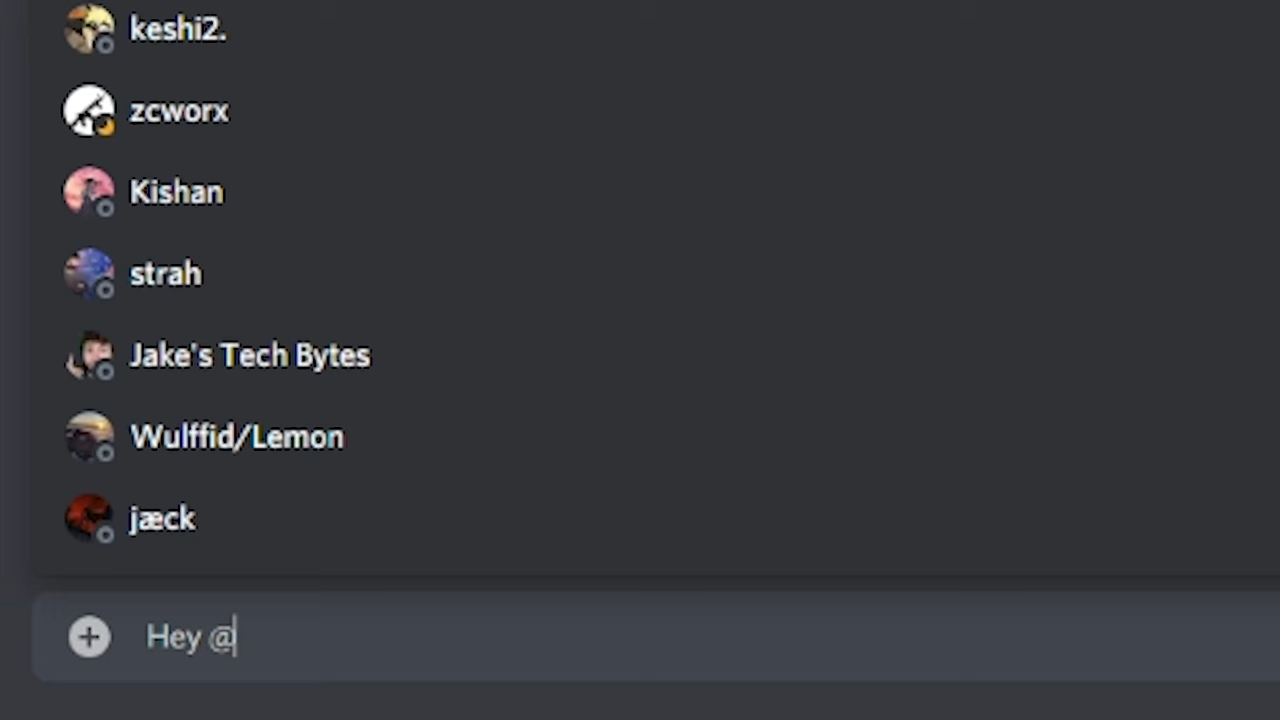 keshi2.
zcworx
Kishan
strah
Jake's Tech Bytes
Wulffid/Lemon
jæck
Hey @